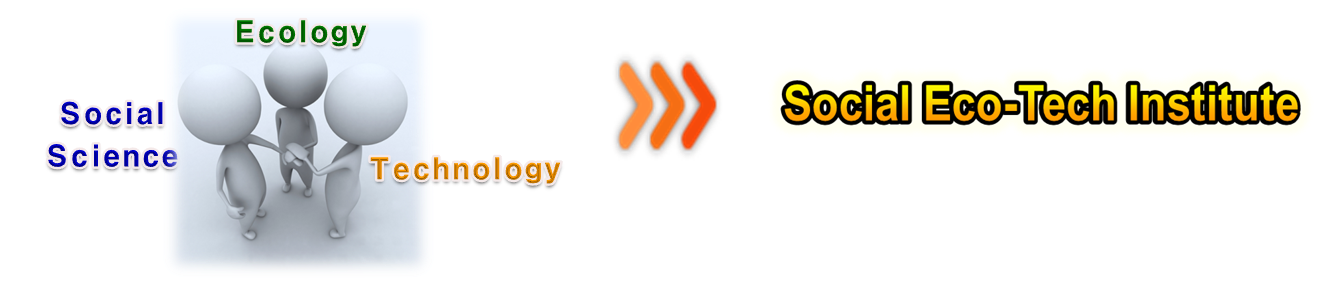 Ecology
Social
Science
Technology
Social Eco-Tech Institute